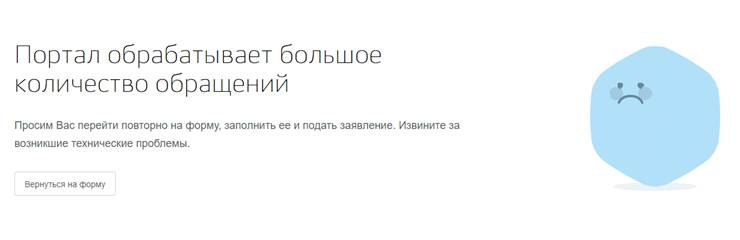 Портал обрабатывает большое
количество обращений
Просим Вас перейти повторно на форму, заполнить ее и подать заявление. Извините за
возникшие технические проблемы.
Вернуться на форму